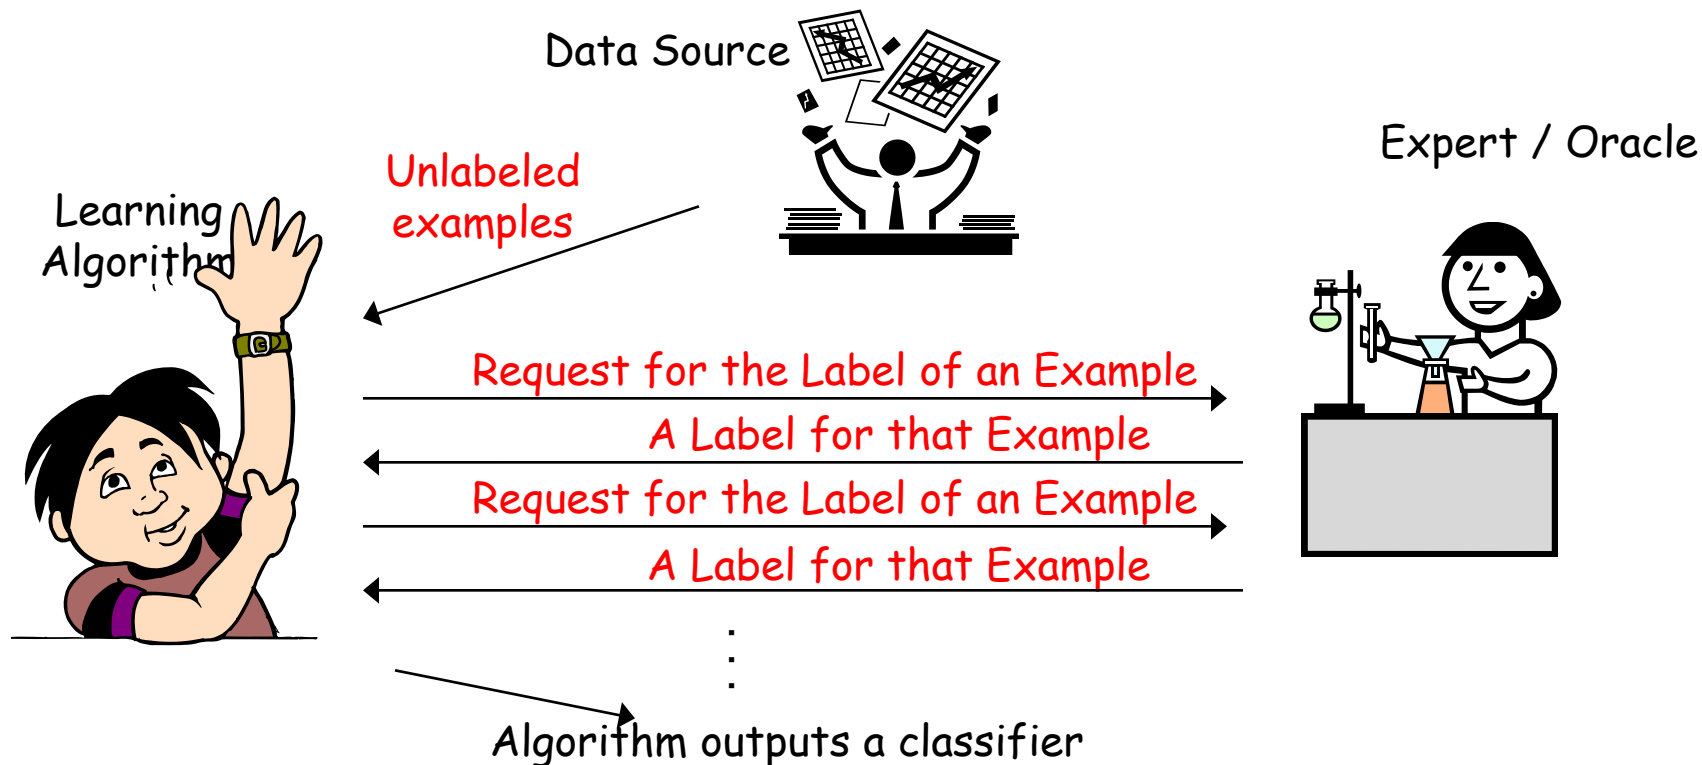 Data Source
Expert / Oracle
Unlabeled
examples
Learning
Algorithm
Request for the Label of an Example
A Label for that Example
Request for the Label of an Example
A Label for that Example
.
.
.
Algorithm outputs a classifier